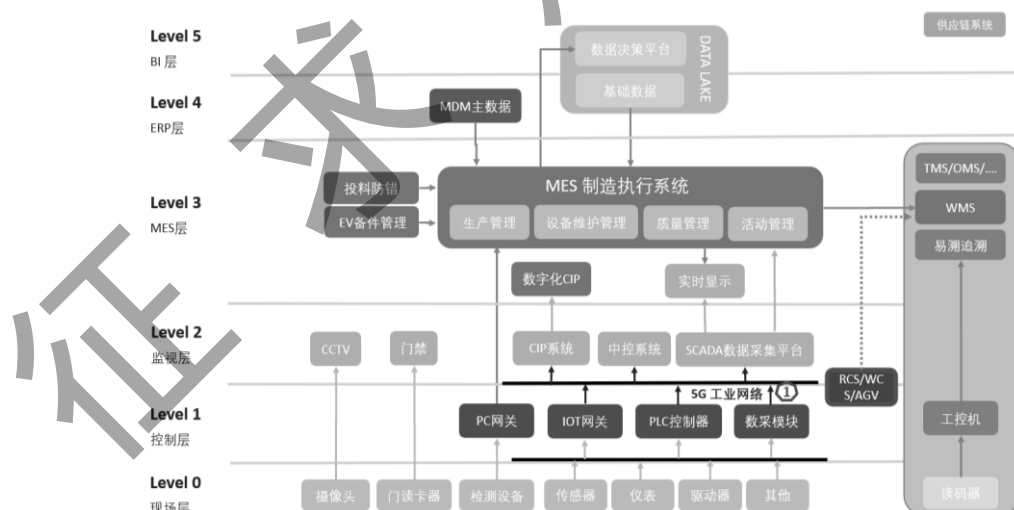 Level 5
BI 层
数据决策平台
DATA LAKE
供应链系统
基础数据
Level 4
ERP层
MDM主数据
Level 3
MES层
投料防错
EV备件管理
MES 制造执行系统
生产管理
设备维护管理
质量管理
活动管理
TMS/OMS/....
WMS
易溯追溯
数字化CIP
实时显示
Level 2
监视层
CCTV
门禁
CIP系统
中控系统
SCADA数据采集平台
RCS/WC
S/AGV
5G 工业网络
1
Level 1
控制层
PC网关
IOT网关
PLC控制器
数采模块
工控机
Level 0
现场层
摄像头
门读卡器
检测设备
传感器
仪表
驱动器
其他
读码器
征求